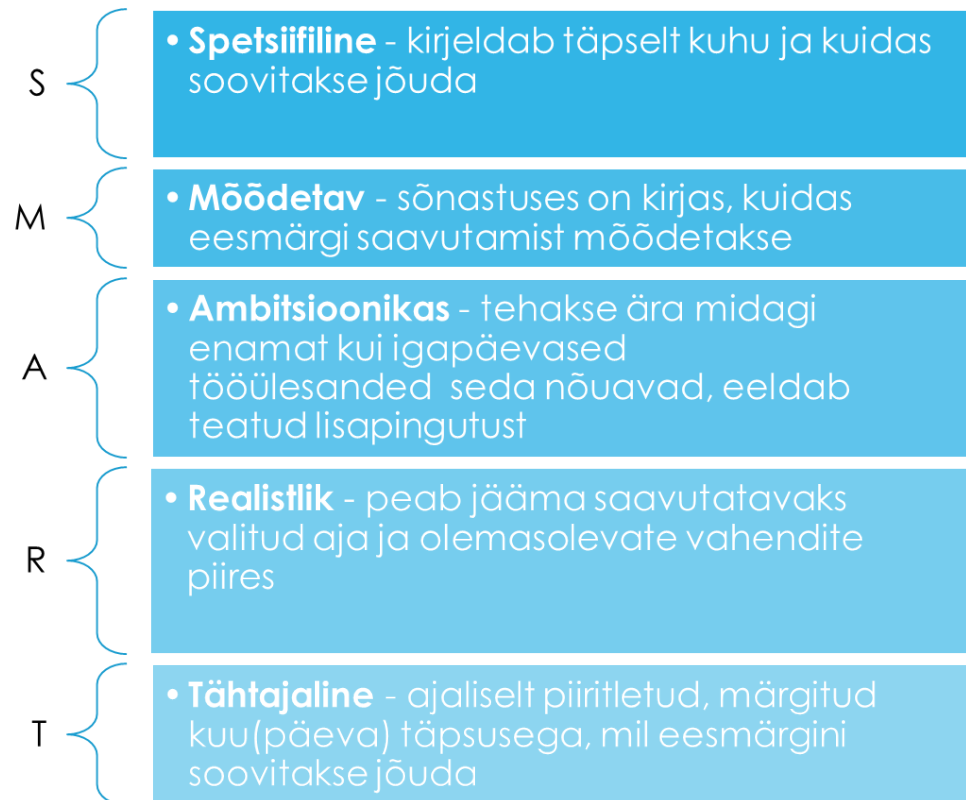 S
• Spetsiifiline - kirjeldab täpselt kuhu ja kuidas
soovitakse jõuda
M
• Mõõdetav - sõnastuses on kirjas, kuidas
eesmärgi saavutamist mõõdetakse
A
• Ambitsioonikas - tehakse ära midagi
enamat kui igapäevased
tööülesanded seda nõuavad, eeldab
teatud lisapingutust
R
• Realistlik - peab jääma saavutatavaks
valitud aja ja olemasolevate vahendite
piires
T
• Tähtajaline - ajaliselt piiritletud, märgitud
kuu(päeva) täpsusega, mil eesmärgini
soovitakse jõuda